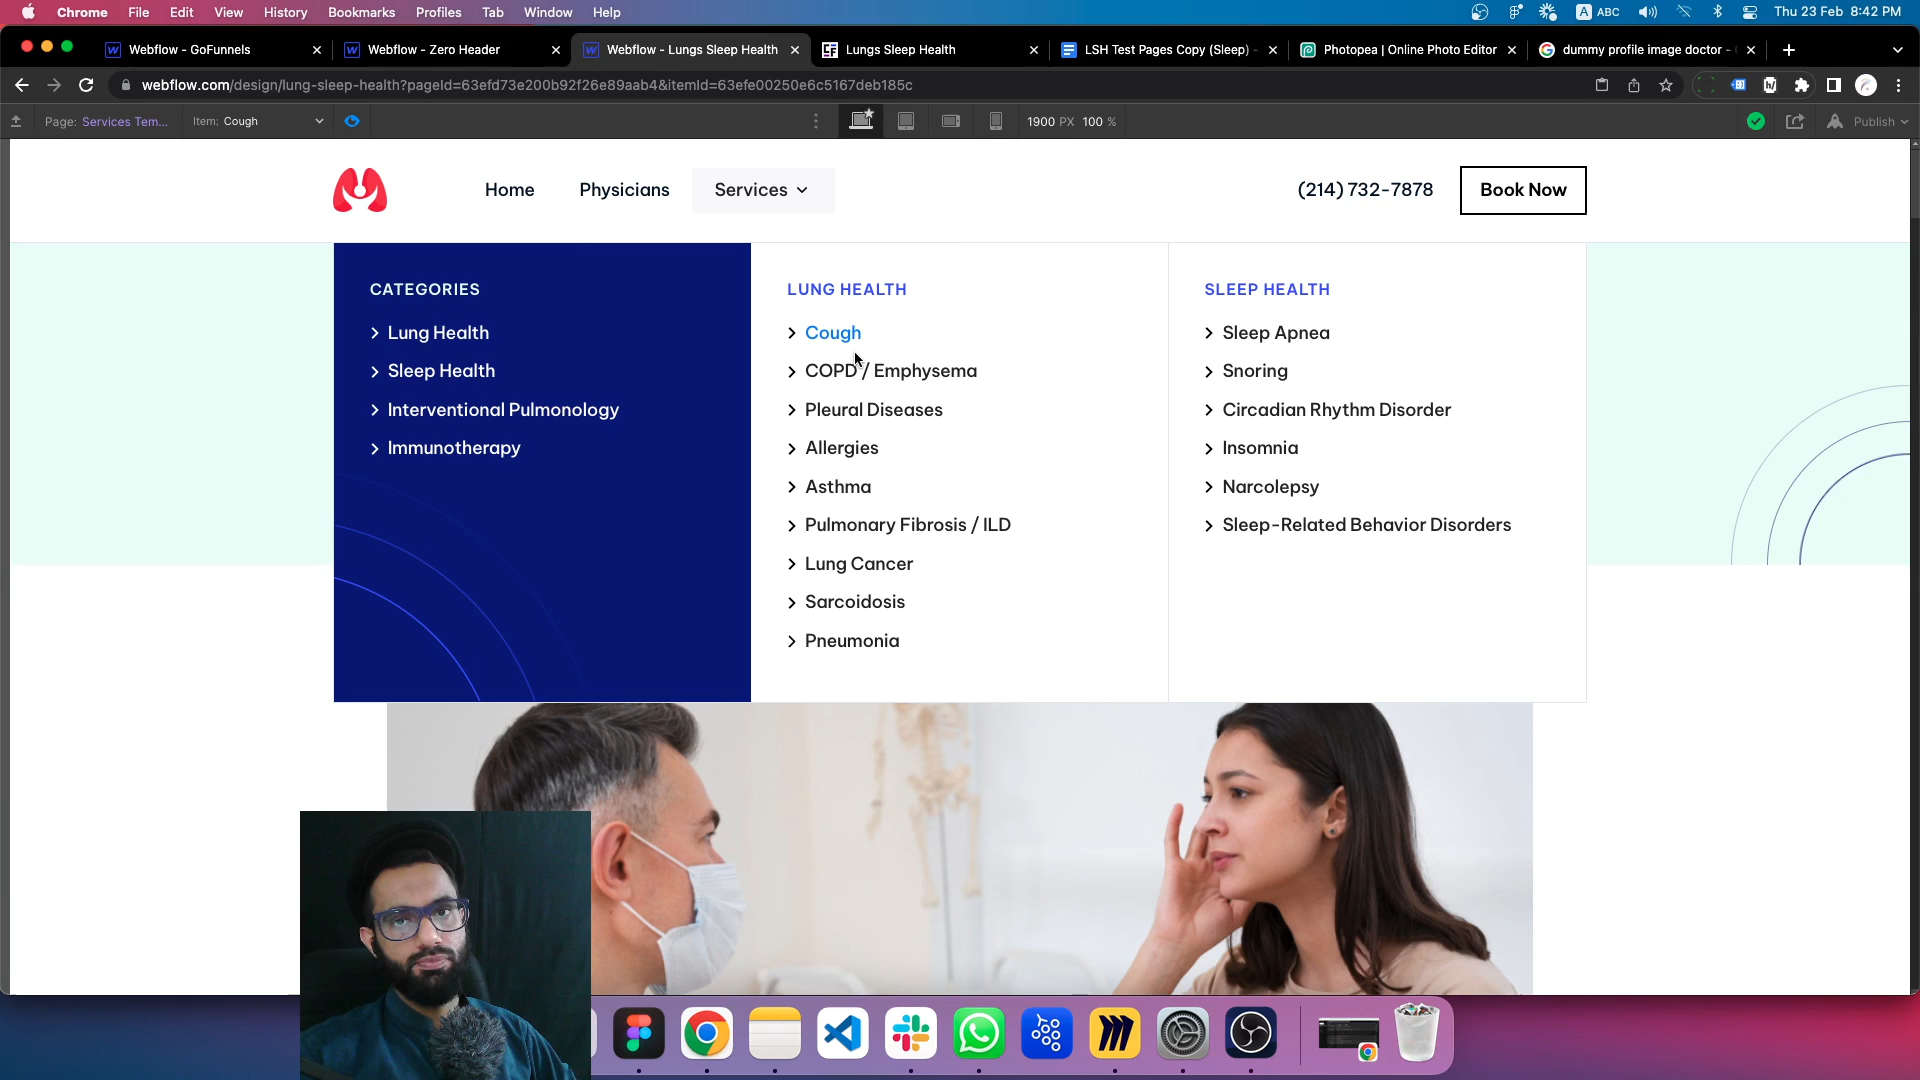 Chrome File Edit View History Bookmarks Profiles Tab Window Help
A ABC Thu 23 Feb 8:42 PM
Webflow - GoFunnels
Webflow - Zero Header
Webflow - Lungs Sleep Health
Lungs Sleep Health
LSH Test Pages Copy (Sleep)
Photopea | Online Photo Editor
dummy profile image doctor -
webflow.com/design/lung-sleep-health?pageId=63efd73e200b92f26e89aab4&itemId=63efe00250e6c5167deb185c
Page: Services Tem... Item: Cough 1900 PX 100 % Publish
Home Physicians Services (214) 732-7878 Book Now
CATEGORIES
Lung Health
Sleep Health
Interventional Pulmonology
Immunotherapy
LUNG HEALTH
Cough
COPD / Emphysema
Pleural Diseases
Allergies
Asthma
Pulmonary Fibrosis / ILD
Lung Cancer
Sarcoidosis
Pneumonia
SLEEP HEALTH
Sleep Apnea
Snoring
Circadian Rhythm Disorder
Insomnia
Narcolepsy
Sleep-Related Behavior Disorders